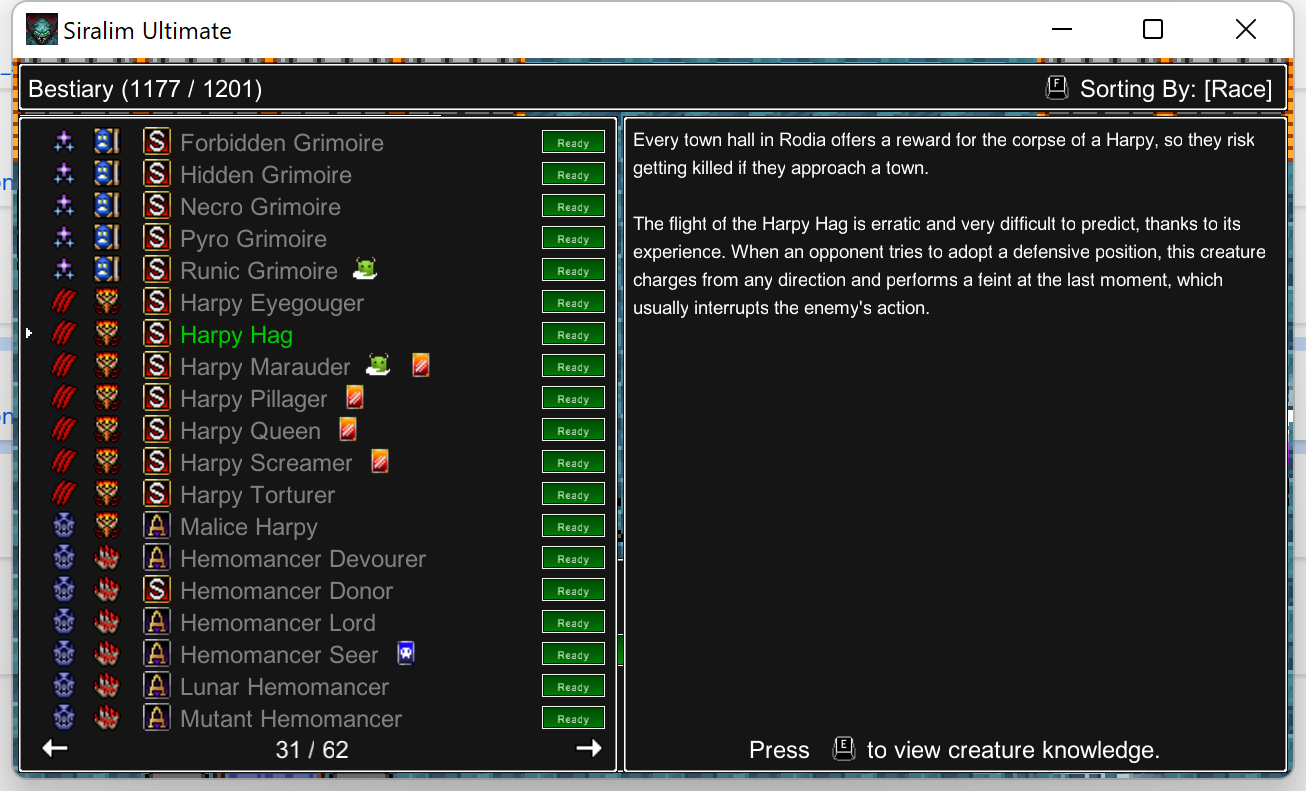 Siralim Ultimate
Bestiary (1177 / 1201)
F Sorting By: [Race]
S Forbidden Grimoire Ready
S Hidden Grimoire Ready
S Necro Grimoire Ready
S Pyro Grimoire Ready
S Runic Grimoire Ready
S Harpy Eyegouger Ready
S Harpy Hag Ready
S Harpy Marauder Ready
S Harpy Pillager Ready
S Harpy Queen Ready
S Harpy Screamer Ready
S Harpy Torturer Ready
A Malice Harpy Ready
A Hemomancer Devourer Ready
S Hemomancer Donor Ready
A Hemomancer Lord Ready
A Hemomancer Seer Ready
A Lunar Hemomancer Ready
A Mutant Hemomancer Ready
31 / 62
Every town hall in Rodia offers a reward for the corpse of a Harpy, so they risk
getting killed if they approach a town.
The flight of the Harpy Hag is erratic and very difficult to predict, thanks to its
experience. When an opponent tries to adopt a defensive position, this creature
charges from any direction and performs a feint at the last moment, which
usually interrupts the enemy's action.
Press E to view creature knowledge.